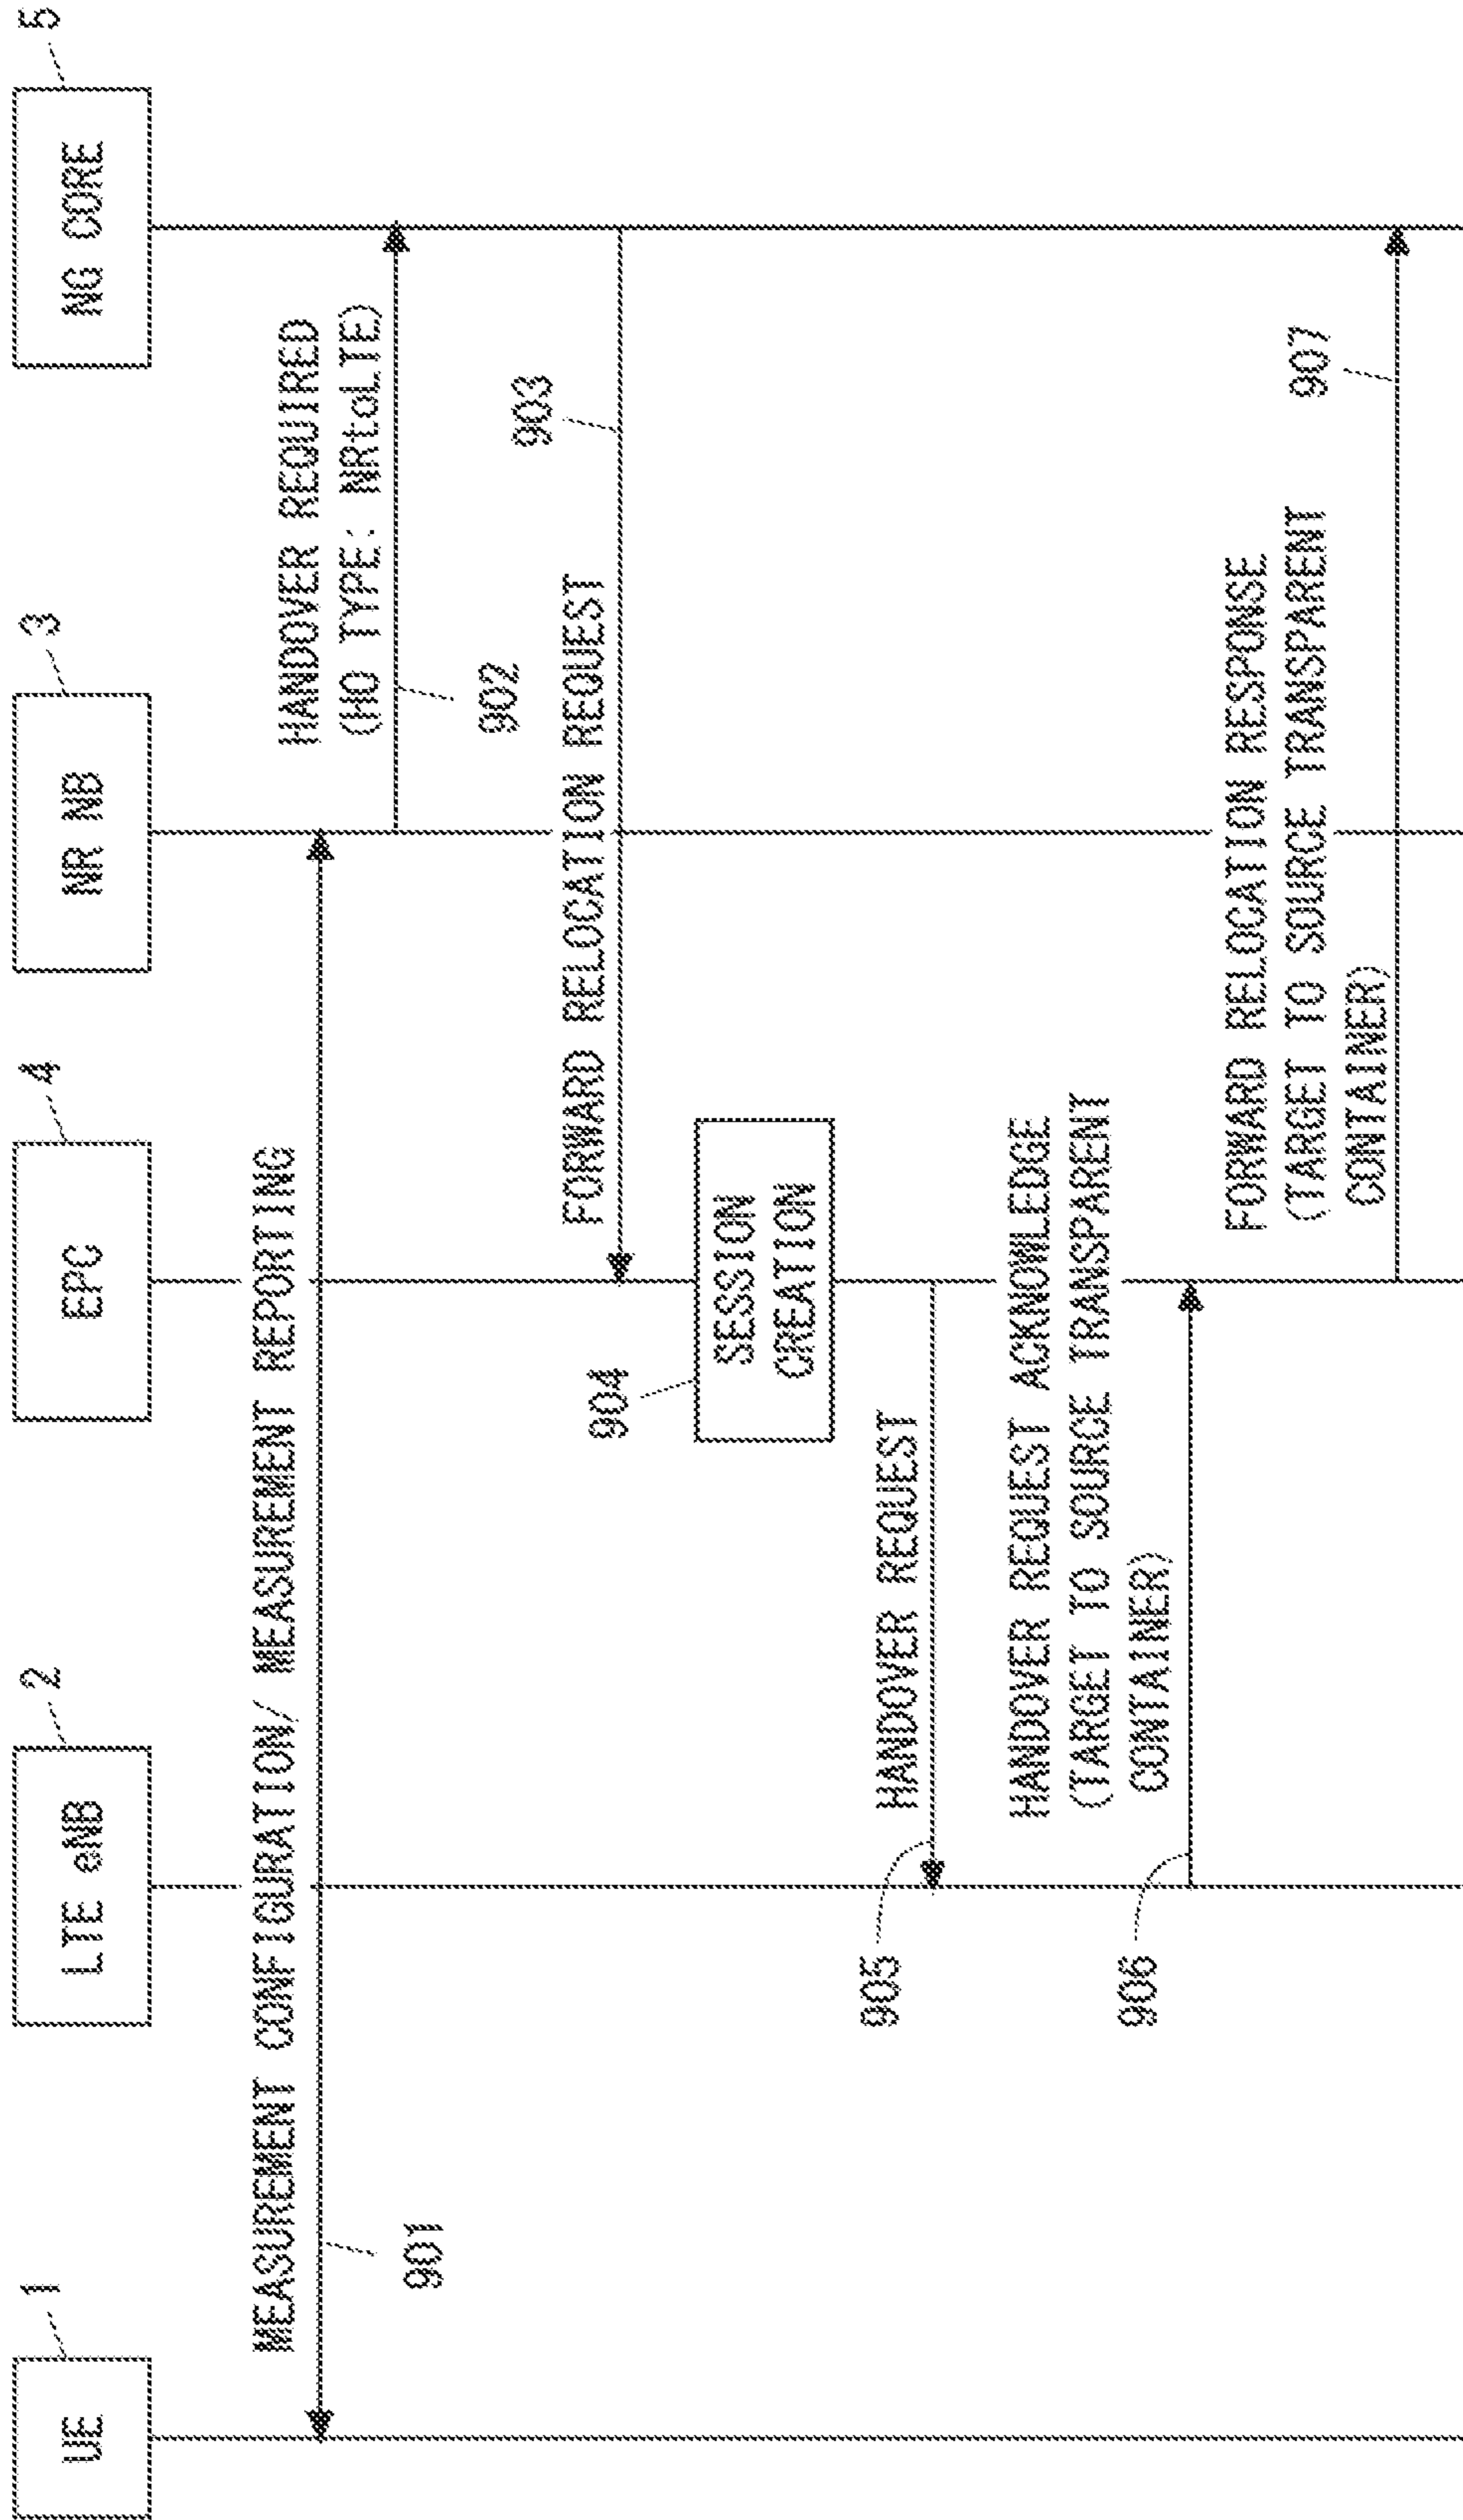 1
2
4
3
5
UE
LTE eNB
EPC
NR NB
NG CORE
MEASUREMENT CONFIGURATION/ MEASUREMENT REPORTING
901
HANDOVER REQUIRED
(HO TYPE: NRtoLTE)
902
903
FORWARD RELOCATION REQUEST
904
SESSION
CREATION
HANDOVER REQUEST
905
HANDOVER REQUEST ACKNOWLEDGE
(TARGET TO SOURCE TRANSPARENT
CONTAINER)
906
FORWARD RELOCATION RESPONSE
(TARGET TO SOURCE TRANSPARENT
CONTAINER)
907